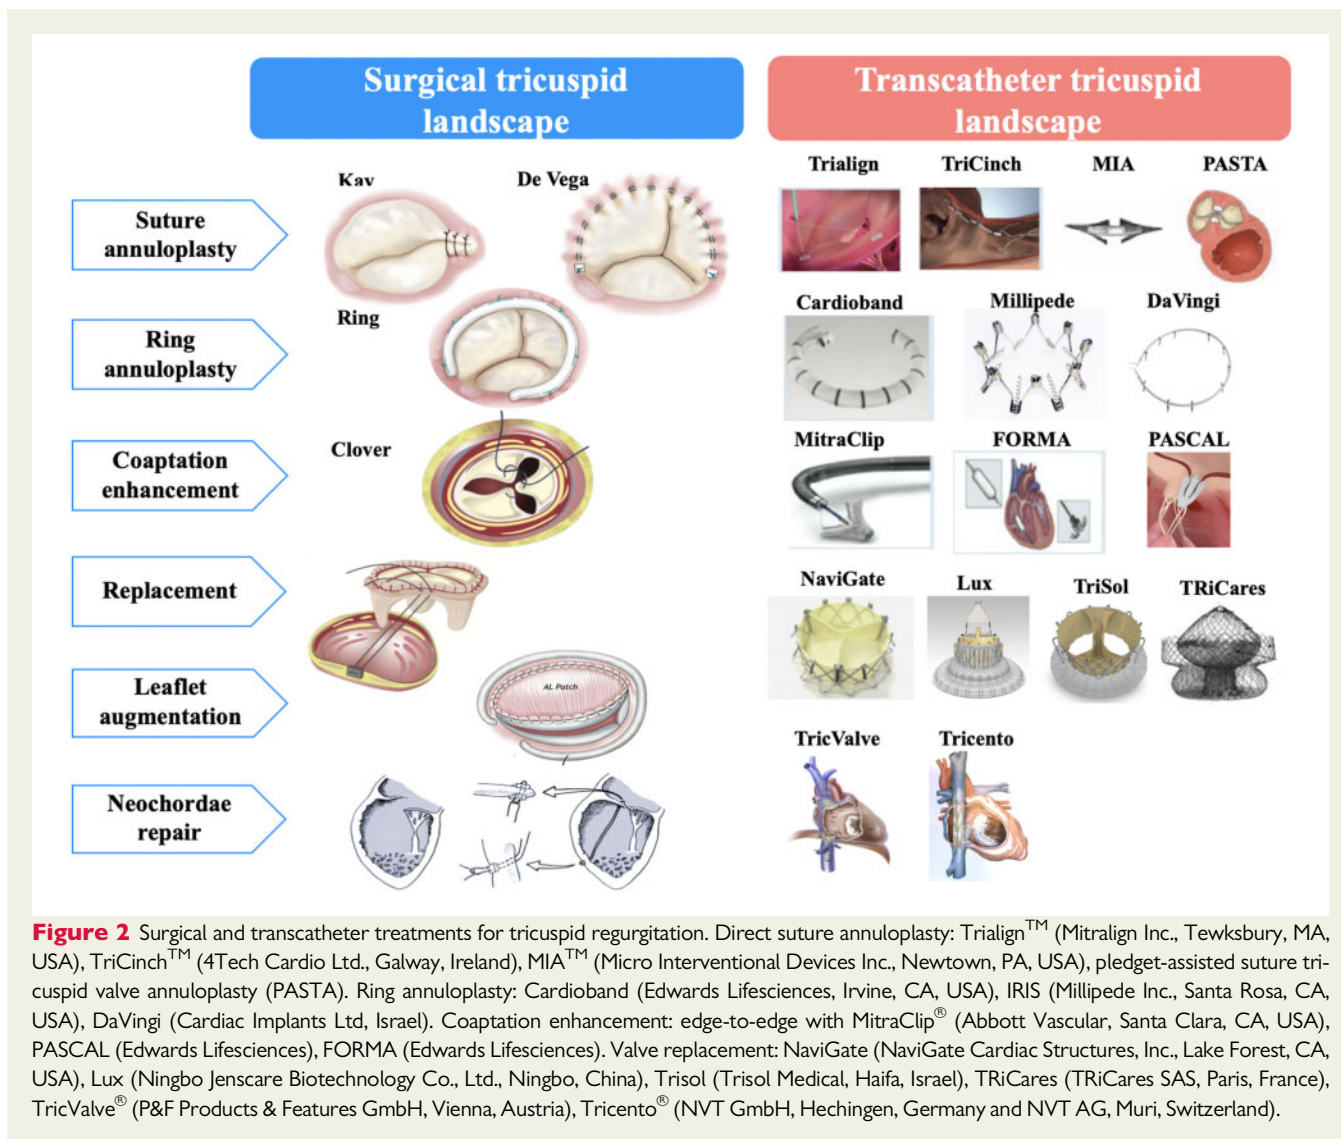 Surgical tricuspid
landscape
Transcatheter tricuspid
landscape
Suture
annuloplasty
Kay
De Vega
Trialign
TriCinch
MIA
PASTA
Ring
annuloplasty
Ring
Cardioband
Millipede
DaVingi
Coaptation
enhancement
Clover
MitraClip
FORMA
PASCAL
Replacement
NaviGate
Lux
TriSol
TRiCares
Leaflet
augmentation
AL Patch
TricValve
Tricento
Neochordae
repair
Figure 2 Surgical and transcatheter treatments for tricuspid regurgitation. Direct suture annuloplasty: Trialign™ (Mitralign Inc., Tewksbury, MA,
USA), TriCinch™ (4Tech Cardio Ltd., Galway, Ireland), MIA™ (Micro Interventional Devices Inc., Newtown, PA, USA), pledget-assisted suture tri-
cuspid valve annuloplasty (PASTA). Ring annuloplasty: Cardioband (Edwards Lifesciences, Irvine, CA, USA), IRIS (Millipede Inc., Santa Rosa, CA,
USA), DaVingi (Cardiac Implants Ltd, Israel). Coaptation enhancement: edge-to-edge with MitraClip® (Abbott Vascular, Santa Clara, CA, USA),
PASCAL (Edwards Lifesciences), FORMA (Edwards Lifesciences). Valve replacement: NaviGate (NaviGate Cardiac Structures, Inc., Lake Forest, CA,
USA), Lux (Ningbo Jenscare Biotechnology Co., Ltd., Ningbo, China), Trisol (Trisol Medical, Haifa, Israel), TRiCares (TRiCares SAS, Paris, France),
TricValve® (P&F Products & Features GmbH, Vienna, Austria), Tricento® (NVT GmbH, Hechingen, Germany and NVT AG, Muri, Switzerland).